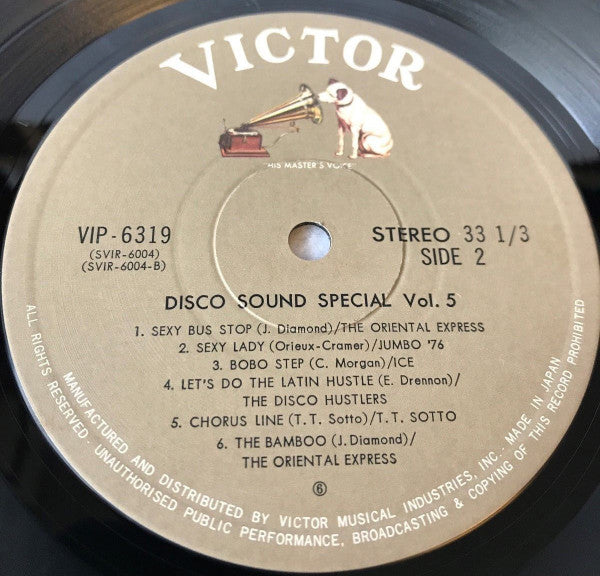 VICTOR
"HIS MASTER'S VOICE"
VIP-6319
(SVIR-6004)
(SVIR-6004-B)
STEREO 33 1/3
SIDE 2
DISCO SOUND SPECIAL Vol. 5
1. SEXY BUS STOP (J. Diamond)/THE ORIENTAL EXPRESS
2. SEXY LADY (Orieux-Cramer)/JUMBO '76
3. BOBO STEP (C. Morgan)/ICE
4. LET'S DO THE LATIN HUSTLE (E. Drennon)/
THE DISCO HUSTLERS
5. CHORUS LINE (T.T. Sotto)/T.T. SOTTO
6. THE BAMBOO (J.Diamond)/
THE ORIENTAL EXPRESS
⑥
MANUFACTURED AND DISTRIBUTED BY VICTOR MUSICAL INDUSTRIES, INC.: MADE IN JAPAN
ALL RIGHTS RESERVED. UNAUTHORISED PUBLIC PERFORMANCE, BROADCASTING & COPYING OF THIS RECORD PROHIBITED